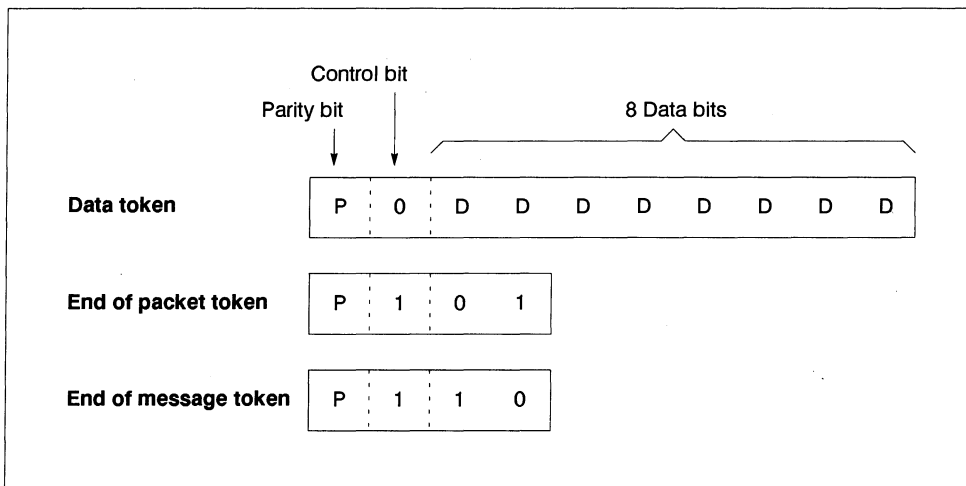 Control bit
Parity bit
8 Data bits
Data token P 0 D D D D D D D D
End of packet token P 1 0 1
End of message token P 1 1 0